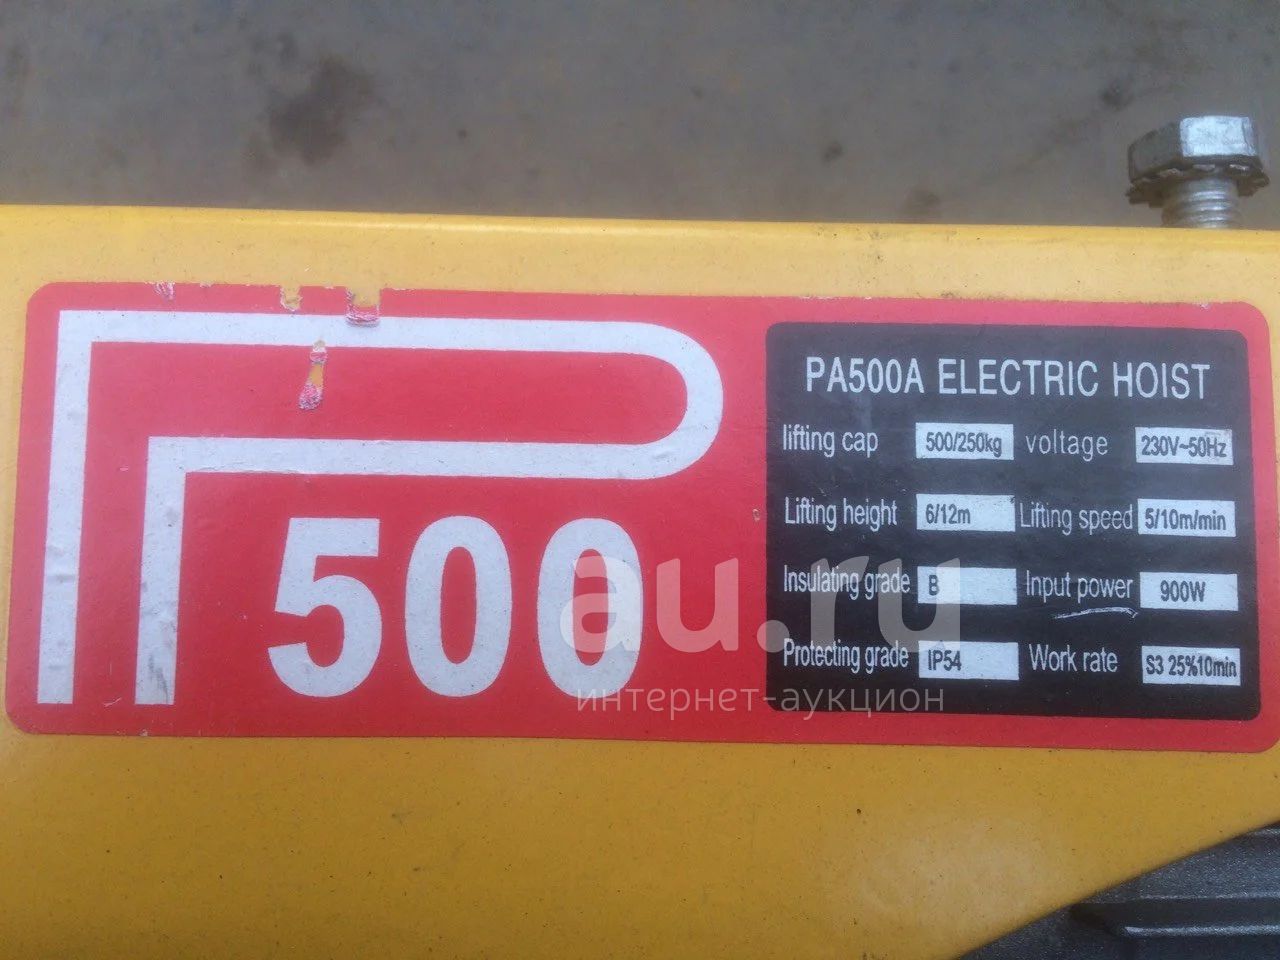 P
500
PA500A ELECTRIC HOIST
lifting cap 500/250kg voltage 230V~50Hz
Lifting height 6/12m Lifting speed 5/10m/min
Insulating grade B Input power 900W
Protecting grade IP54 Work rate S3 25%10min
au.ru
интернет-аукцион